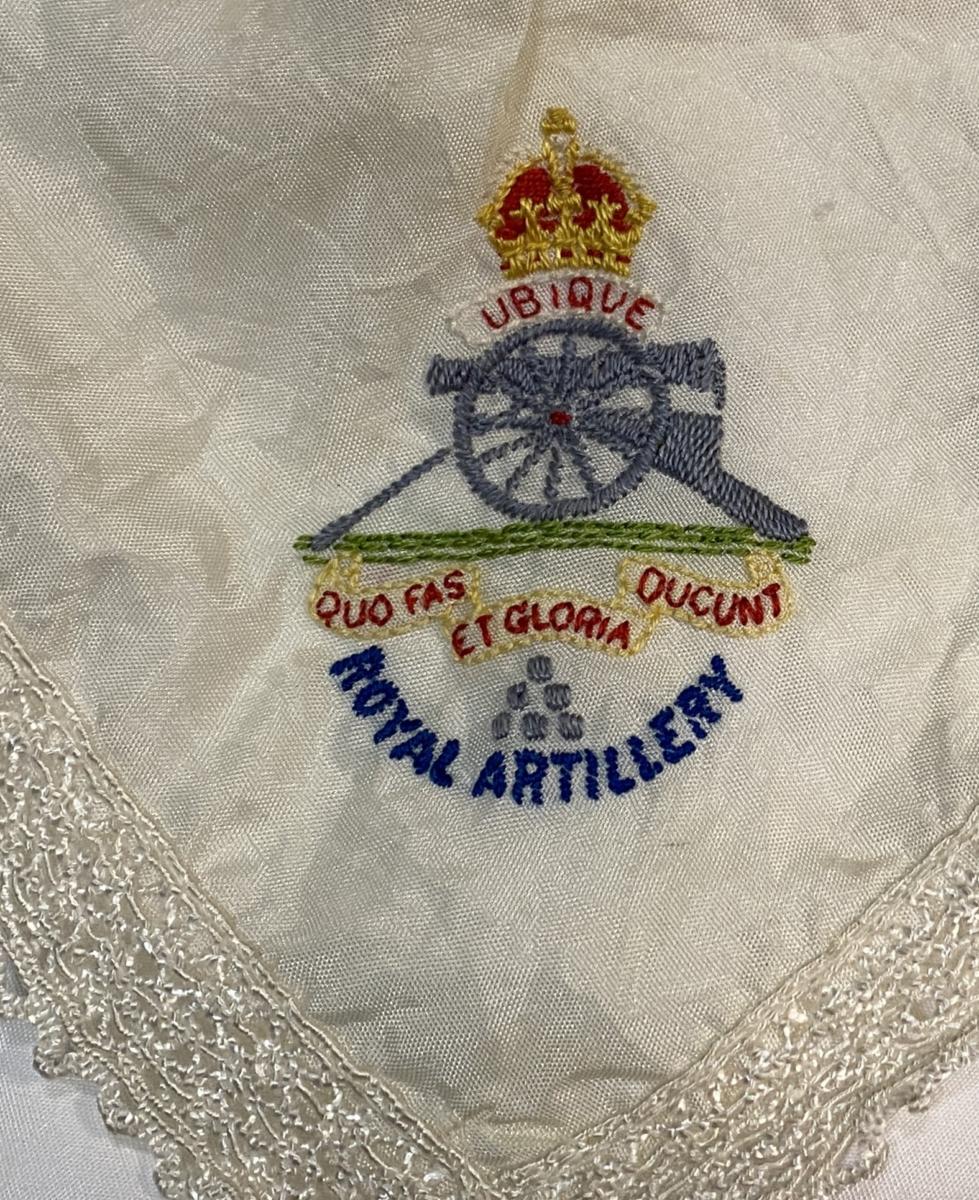 UBIQUE
QUO FAS
ET GLORIA
DUCUNT
ROYAL ARTILLERY